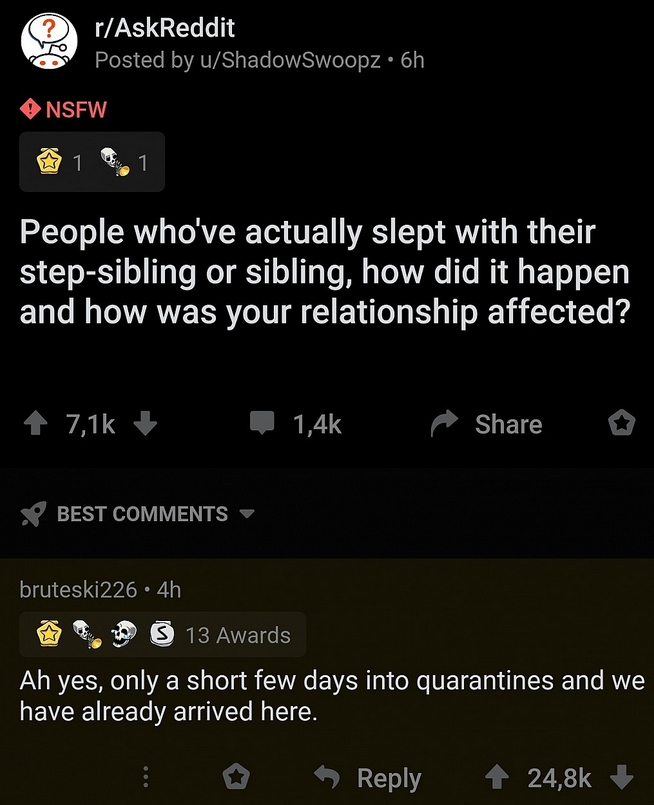 r/AskReddit
Posted by u/ShadowSwoopz • 6h
NSFW
1 1
People who've actually slept with their
step-sibling or sibling, how did it happen
and how was your relationship affected?
7,1k 1,4k Share
BEST COMMENTS
bruteski226 • 4h
S 13 Awards
Ah yes, only a short few days into quarantines and we
have already arrived here.
Reply 24,8k